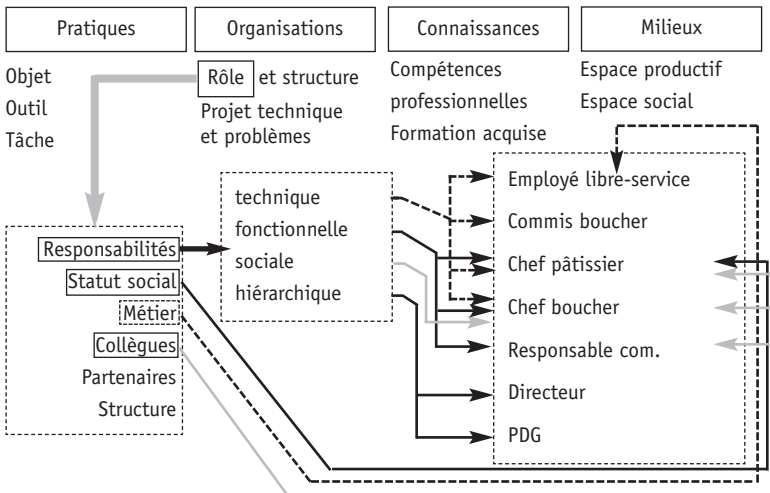 Pratiques
Organisations
Connaissances
Milieux
Objet
Outil
Tâche
Rôle et structure
Projet technique
et problèmes
Compétences
professionnelles
Formation acquise
Espace productif
Espace social
Responsabilités
Statut social
Métier
Collègues
Partenaires
Structure
technique
fonctionnelle
sociale
hiérarchique
Employé libre-service
Commis boucher
Chef pâtissier
Chef boucher
Responsable com.
Directeur
PDG